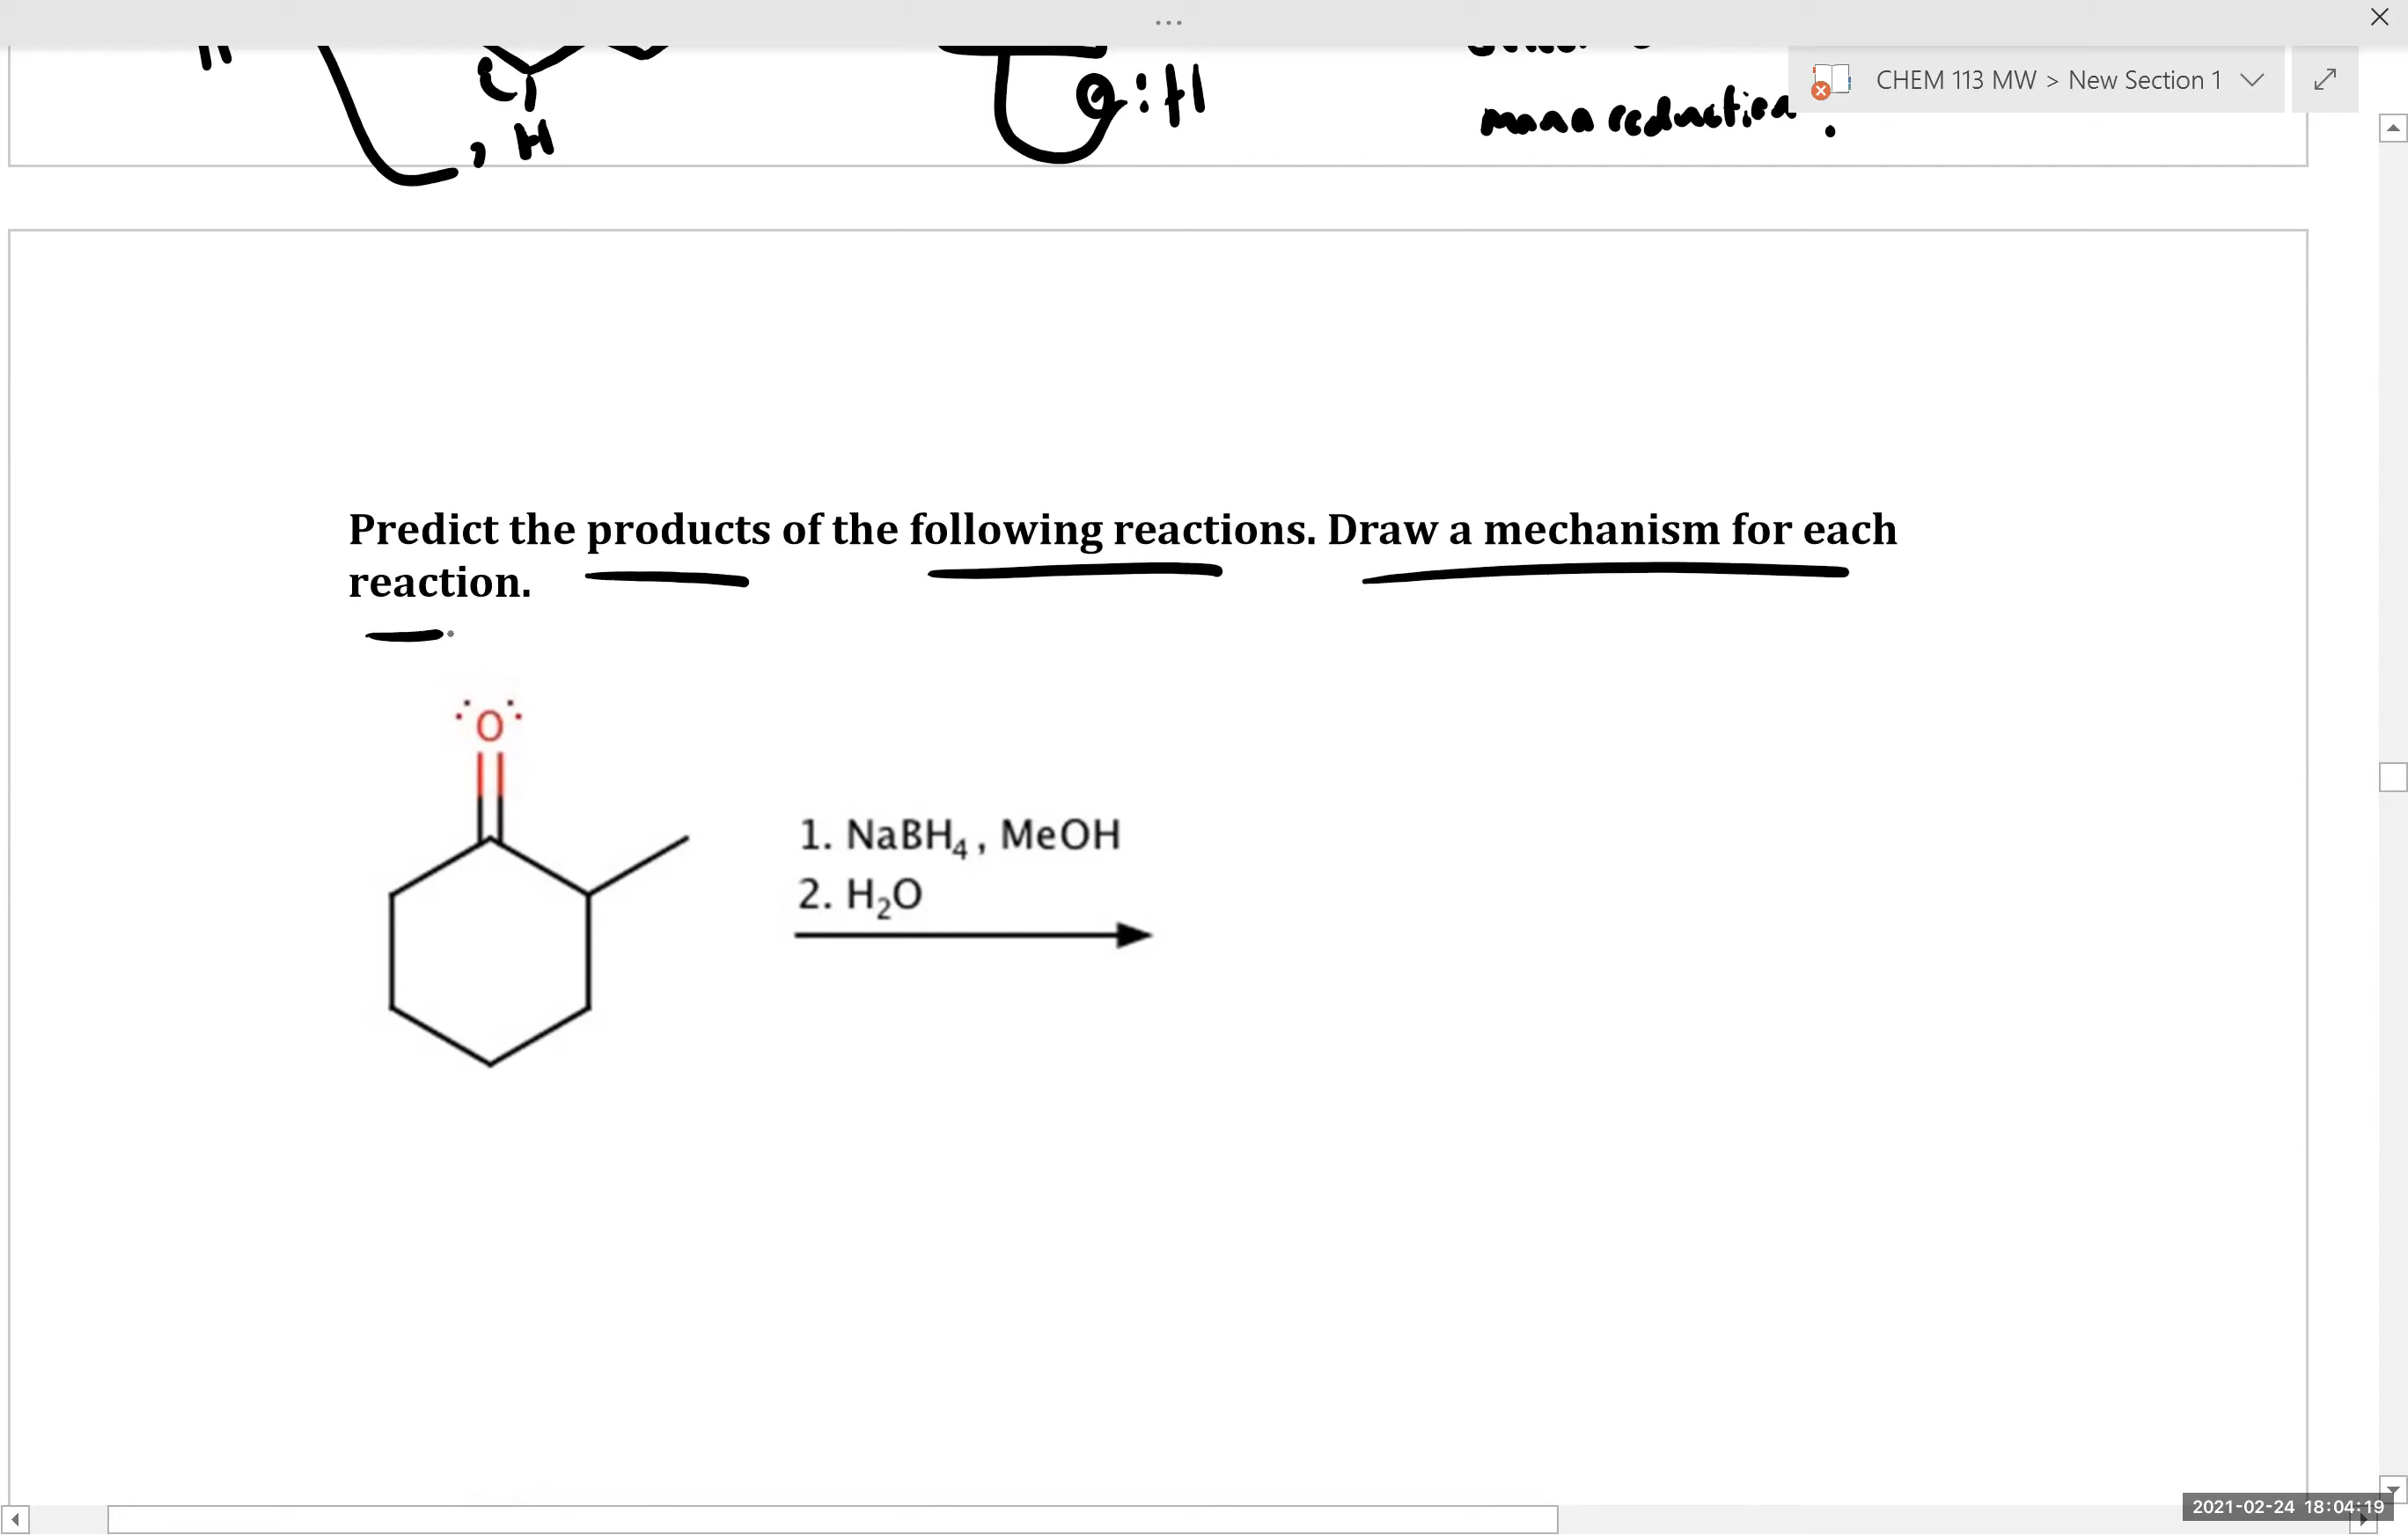 H
O:H
CHEM 113 MW > New Section 1
Predict the products of the following reactions. Draw a mechanism for each
reaction.
O
1. NaBH₄, MeOH
2. H₂O
2021-02-24 18:04:19